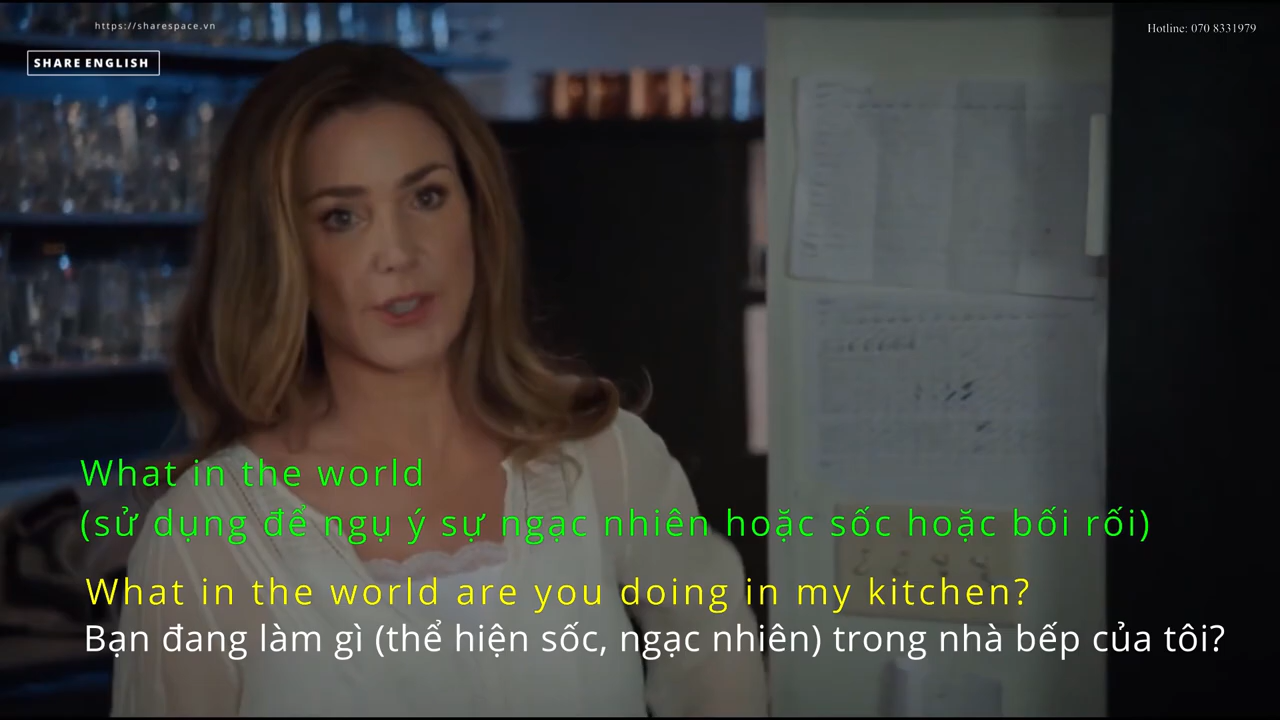 https://sharespace.vn
Hotline: 070 8331979
SHARE ENGLISH
What in the world
(sử dụng để ngụ ý sự ngạc nhiên hoặc sốc hoặc bối rối)
What in the world are you doing in my kitchen?
Bạn đang làm gì (thể hiện sốc, ngạc nhiên) trong nhà bếp của tôi?